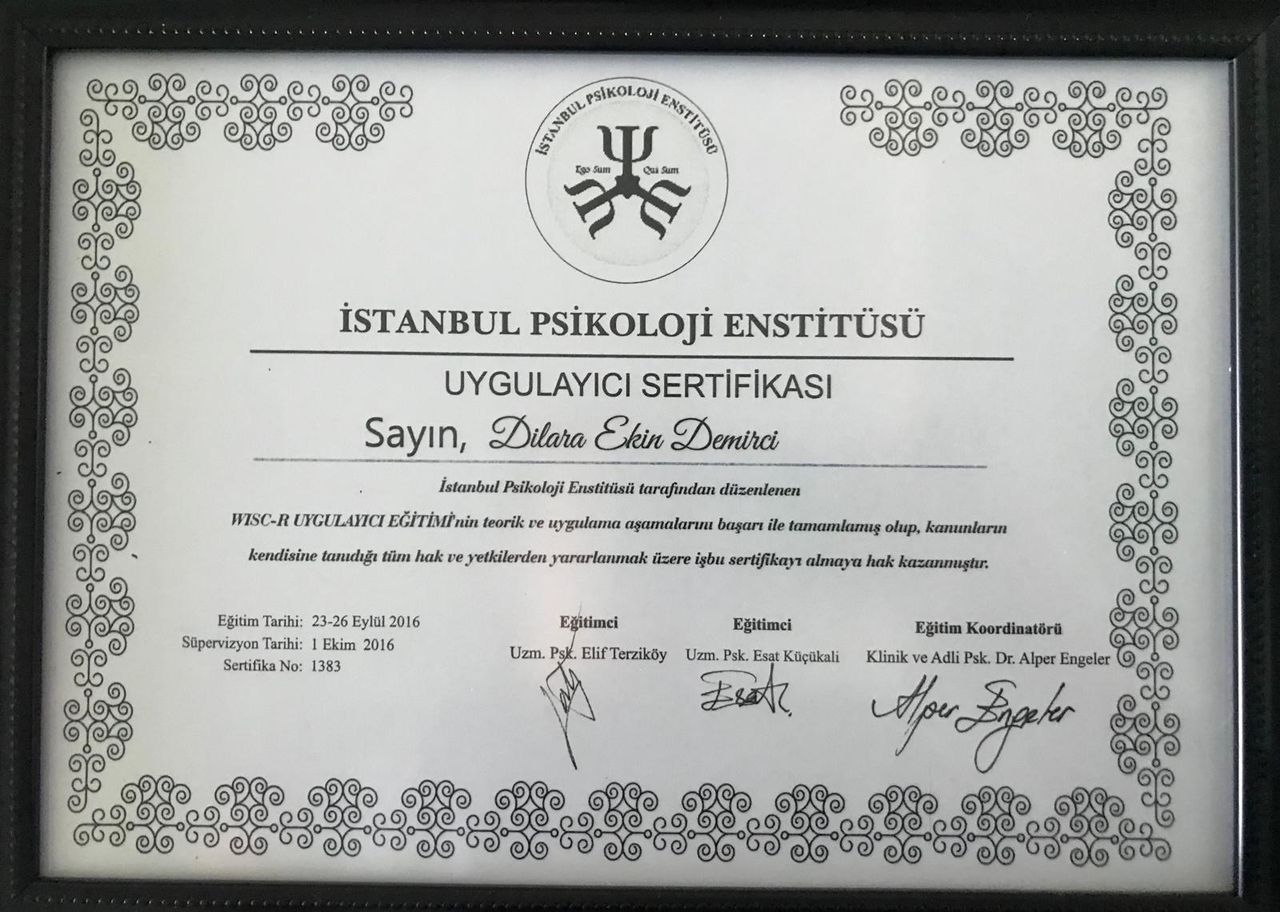 İSTANBUL PSİKOLOJİ ENSTİTÜSÜ
Ego Sum Qui Sum
İSTANBUL PSİKOLOJİ ENSTİTÜSÜ
UYGULAYICI SERTİFİKASI
Sayın, Dilara Ekin Demirci
İstanbul Psikoloji Enstitüsü tarafından düzenlenen
WISC-R UYGULAYICI EĞİTİMİ'nin teorik ve uygulama aşamalarını başarı ile tamamlamış olup, kanunların
kendisine tanıdığı tüm hak ve yetkilerden yararlanmak üzere işbu sertifikayı almaya hak kazanmıştır.
Eğitim Tarihi: 23-26 Eylül 2016
Süpervizyon Tarihi: 1 Ekim 2016
Sertifika No: 1383
Eğitimci
Uzm. Psk. Elif Terziköy
Eğitimci
Uzm. Psk. Esat Küçükali
Esat
Eğitim Koordinatörü
Klinik ve Adli Psk. Dr. Alper Engeler
Alper Engeler